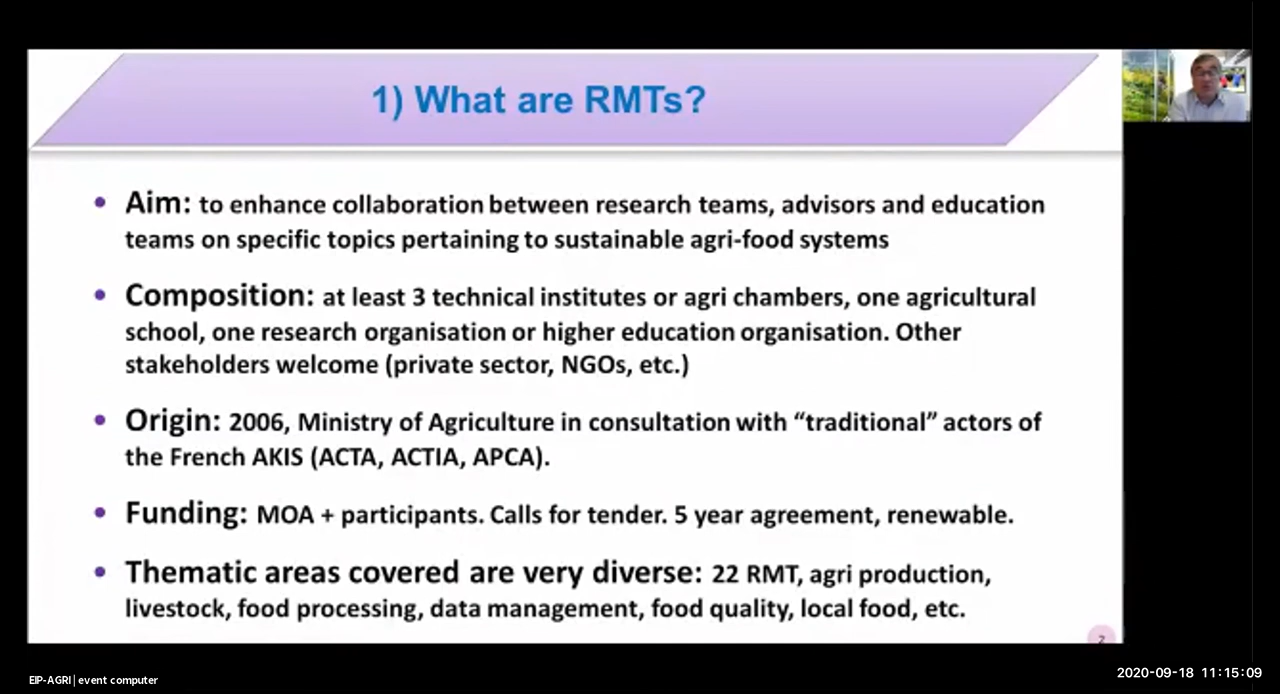 1) What are RMTs?
• Aim: to enhance collaboration between research teams, advisors and education
teams on specific topics pertaining to sustainable agri-food systems
• Composition: at least 3 technical institutes or agri chambers, one agricultural
school, one research organisation or higher education organisation. Other
stakeholders welcome (private sector, NGOs, etc.)
• Origin: 2006, Ministry of Agriculture in consultation with “traditional” actors of
the French AKIS (ACTA, ACTIA, APCA).
• Funding: MOA + participants. Calls for tender. 5 year agreement, renewable.
• Thematic areas covered are very diverse: 22 RMT, agri production,
livestock, food processing, data management, food quality, local food, etc.
2
EIP-AGRI | event computer
2020-09-18 11:15:09